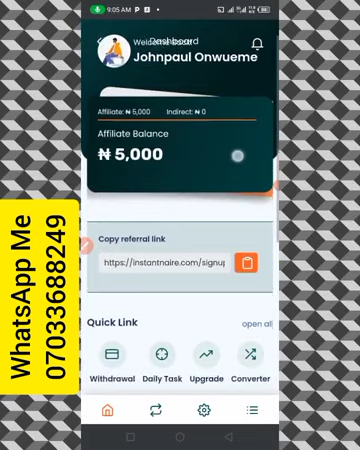 9:05 AM
Dashboard
Welcome back
Johnpaul Onwueme
Affiliate: ₦ 5,000 Indirect: ₦ 0
Affiliate Balance
₦ 5,000
Copy referral link
https://instantnaire.com/signup
Quick Link
open all
Withdrawal Daily Task Upgrade Converter
WhatsApp Me
07033688249